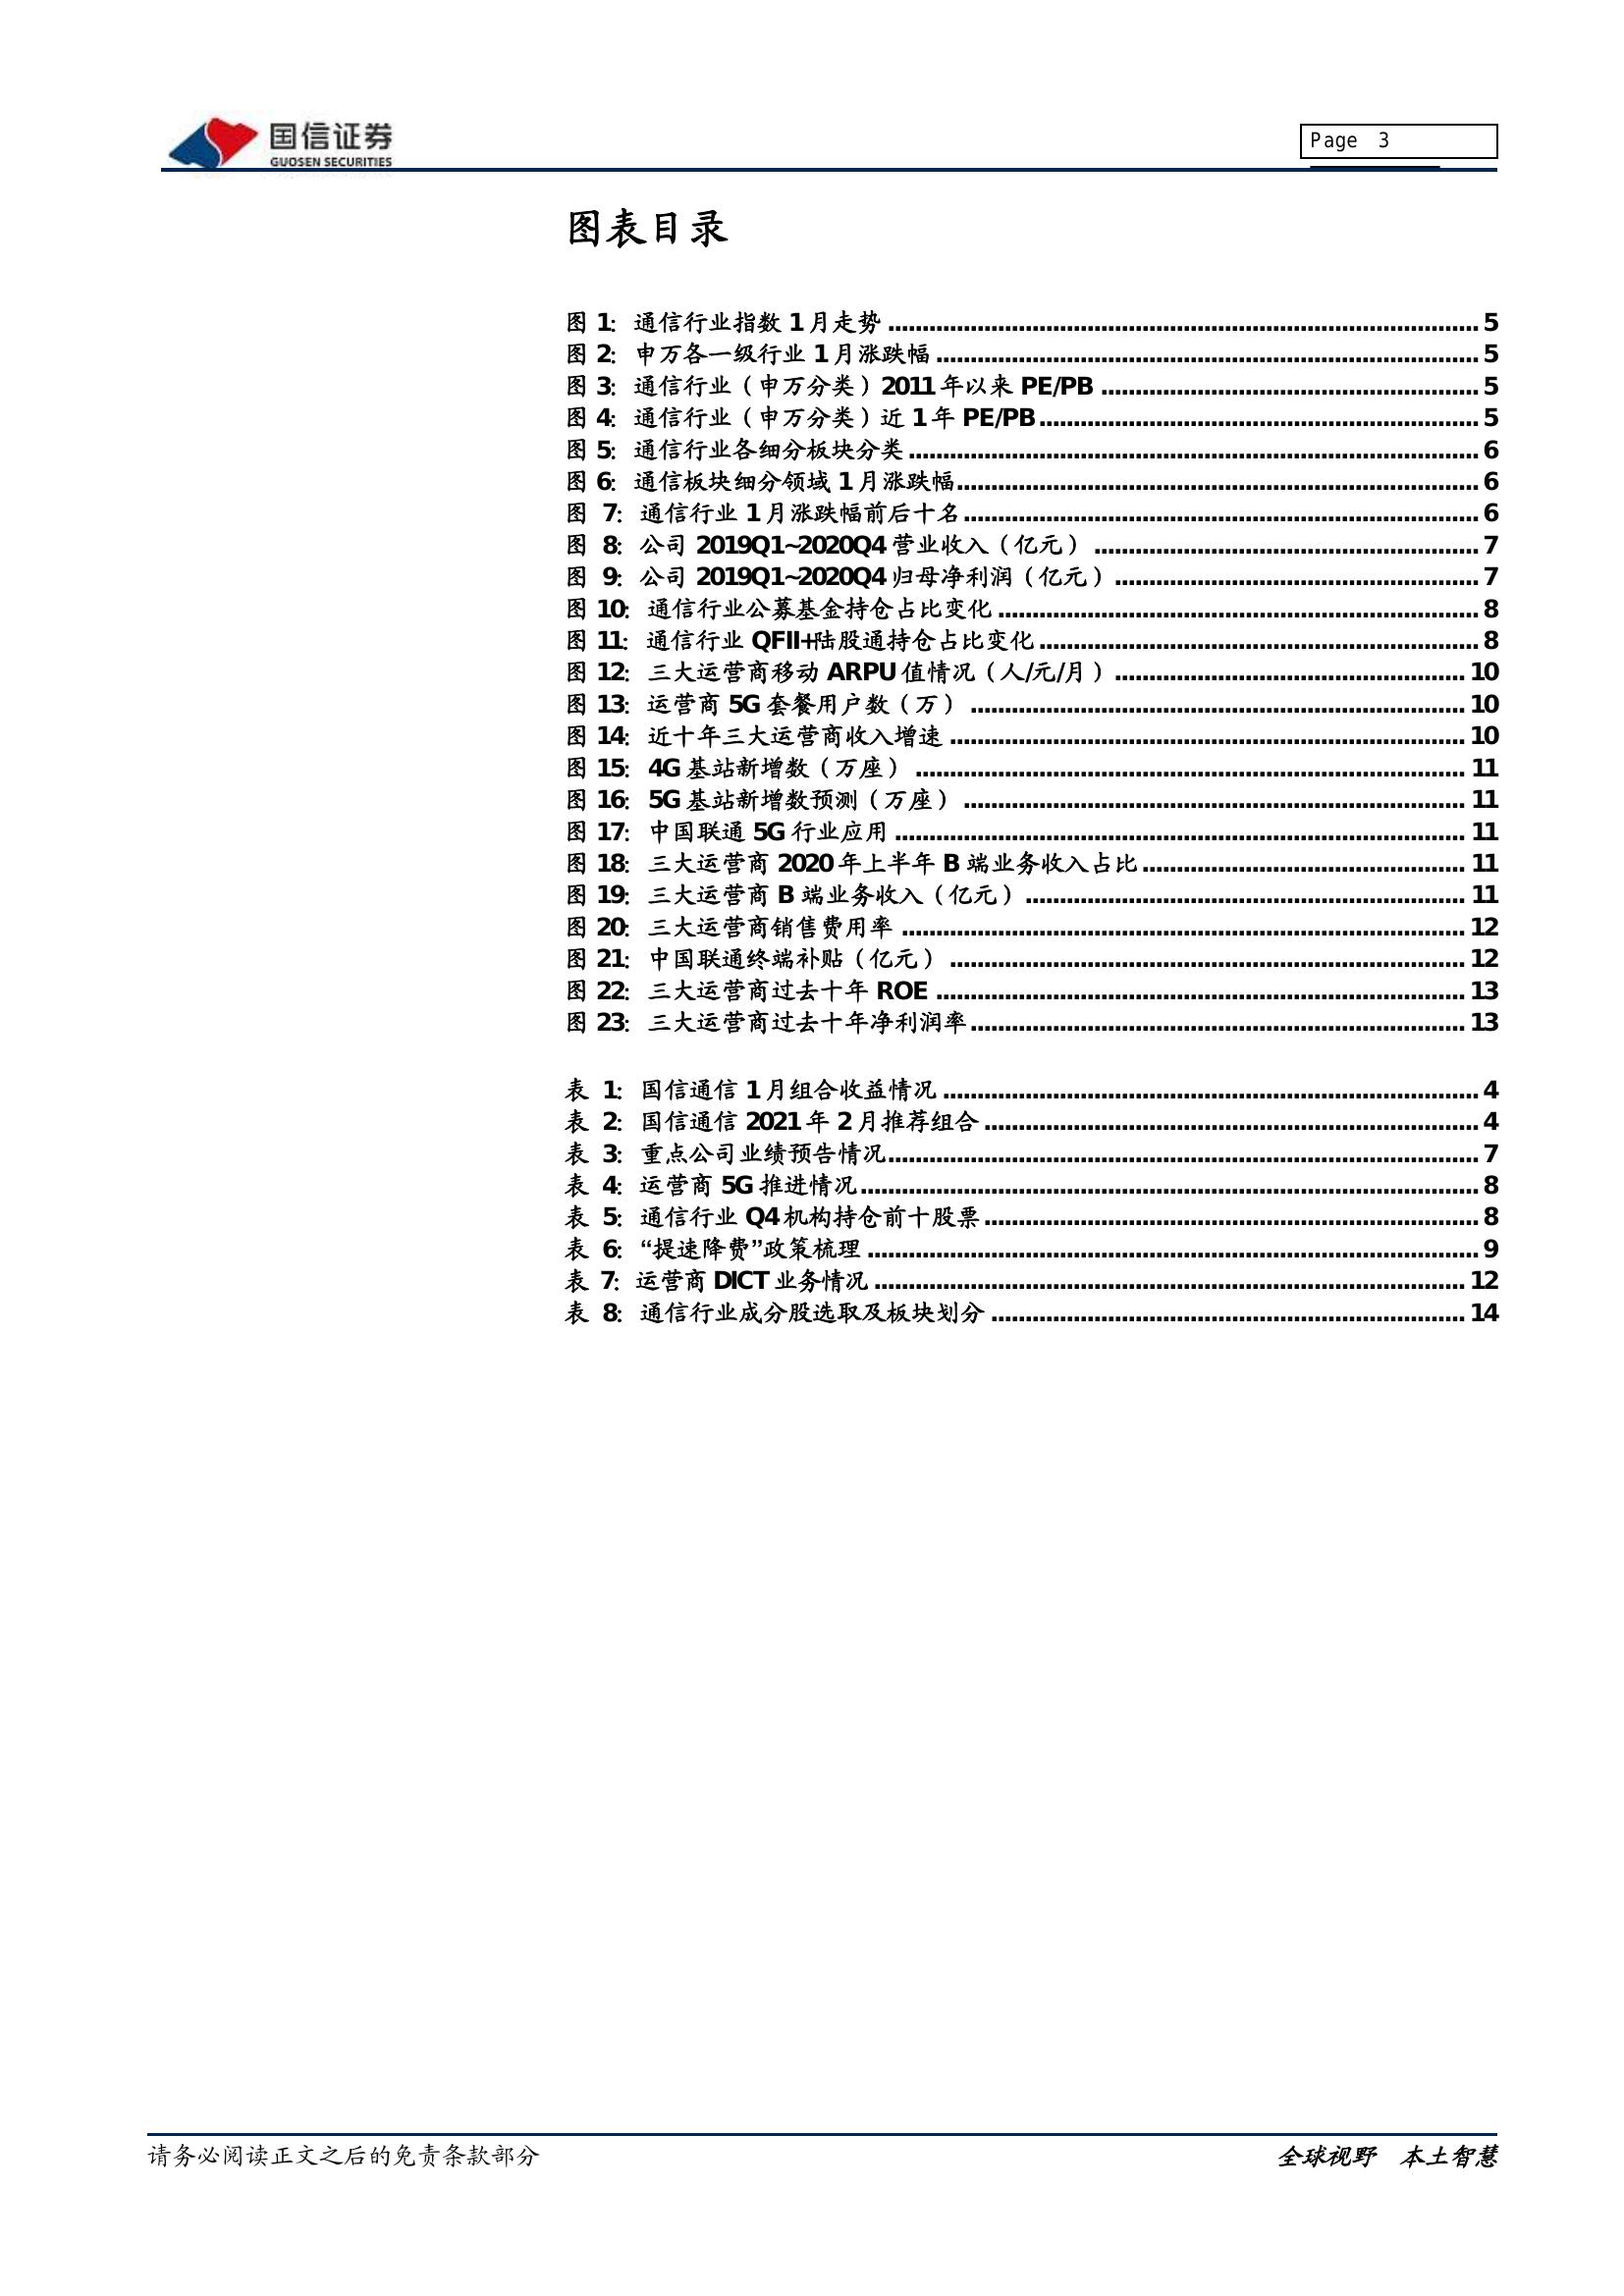 国信证券
GUOSEN SECURITIES
Page 3
图表目录
图 1: 通信行业指数 1 月走势 ........ 5
图 2: 申万各一级行业 1 月涨跌幅 ........ 5
图 3: 通信行业（申万分类）2011 年以来 PE/PB ........ 5
图 4: 通信行业（申万分类）近 1 年 PE/PB ........ 5
图 5: 通信行业各细分板块分类 ........ 6
图 6: 通信板块细分领域 1 月涨跌幅 ........ 6
图 7: 通信行业 1 月涨跌幅前后十名 ........ 6
图 8: 公司 2019Q1~2020Q4 营业收入（亿元） ........ 7
图 9: 公司 2019Q1~2020Q4 归母净利润（亿元） ........ 7
图 10: 通信行业公募基金持仓占比变化 ........ 8
图 11: 通信行业 QFII+陆股通持仓占比变化 ........ 8
图 12: 三大运营商移动 ARPU 值情况（人/元/月） ........ 10
图 13: 运营商 5G 套餐用户数（万） ........ 10
图 14: 近十年三大运营商收入增速 ........ 10
图 15: 4G 基站新增数（万座） ........ 11
图 16: 5G 基站新增数预测（万座） ........ 11
图 17: 中国联通 5G 行业应用 ........ 11
图 18: 三大运营商 2020 年上半年 B 端业务收入占比 ........ 11
图 19: 三大运营商 B 端业务收入（亿元） ........ 11
图 20: 三大运营商销售费用率 ........ 12
图 21: 中国联通终端补贴（亿元） ........ 12
图 22: 三大运营商过去十年 ROE ........ 13
图 23: 三大运营商过去十年净利润率 ........ 13
表 1: 国信通信 1 月组合收益情况 ........ 4
表 2: 国信通信 2021 年 2 月推荐组合 ........ 4
表 3: 重点公司业绩预告情况 ........ 7
表 4: 运营商 5G 推进情况 ........ 8
表 5: 通信行业 Q4 机构持仓前十股票 ........ 8
表 6: “提速降费”政策梳理 ........ 9
表 7: 运营商 DICT 业务情况 ........ 12
表 8: 通信行业成分股选取及板块划分 ........ 14
请务必阅读正文之后的免责条款部分
全球视野 本土智慧